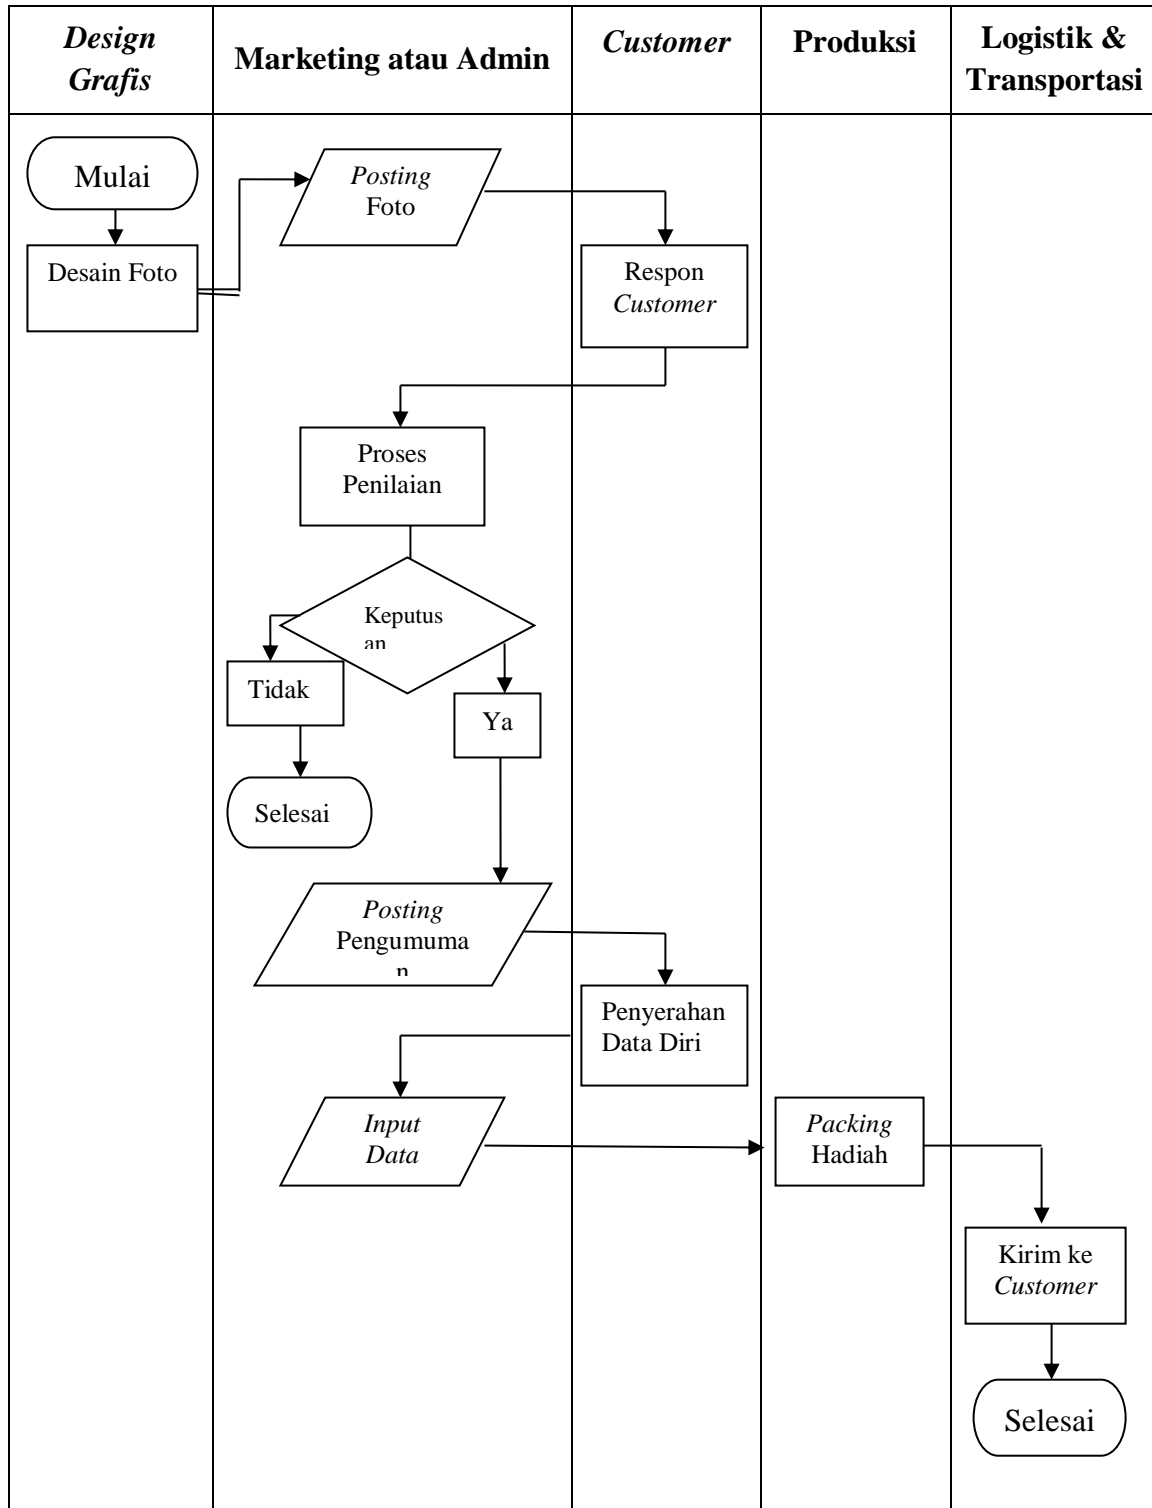 Design
Grafis
Marketing atau Admin
Customer
Produksi
Logistik &
Transportasi
Mulai
Posting
Foto
Desain Foto
Respon
Customer
Proses
Penilaian
Keputus
an
Tidak
Ya
Selesai
Posting
Pengumuma
n
Penyerahan
Data Diri
Input
Data
Packing
Hadiah
Kirim ke
Customer
Selesai